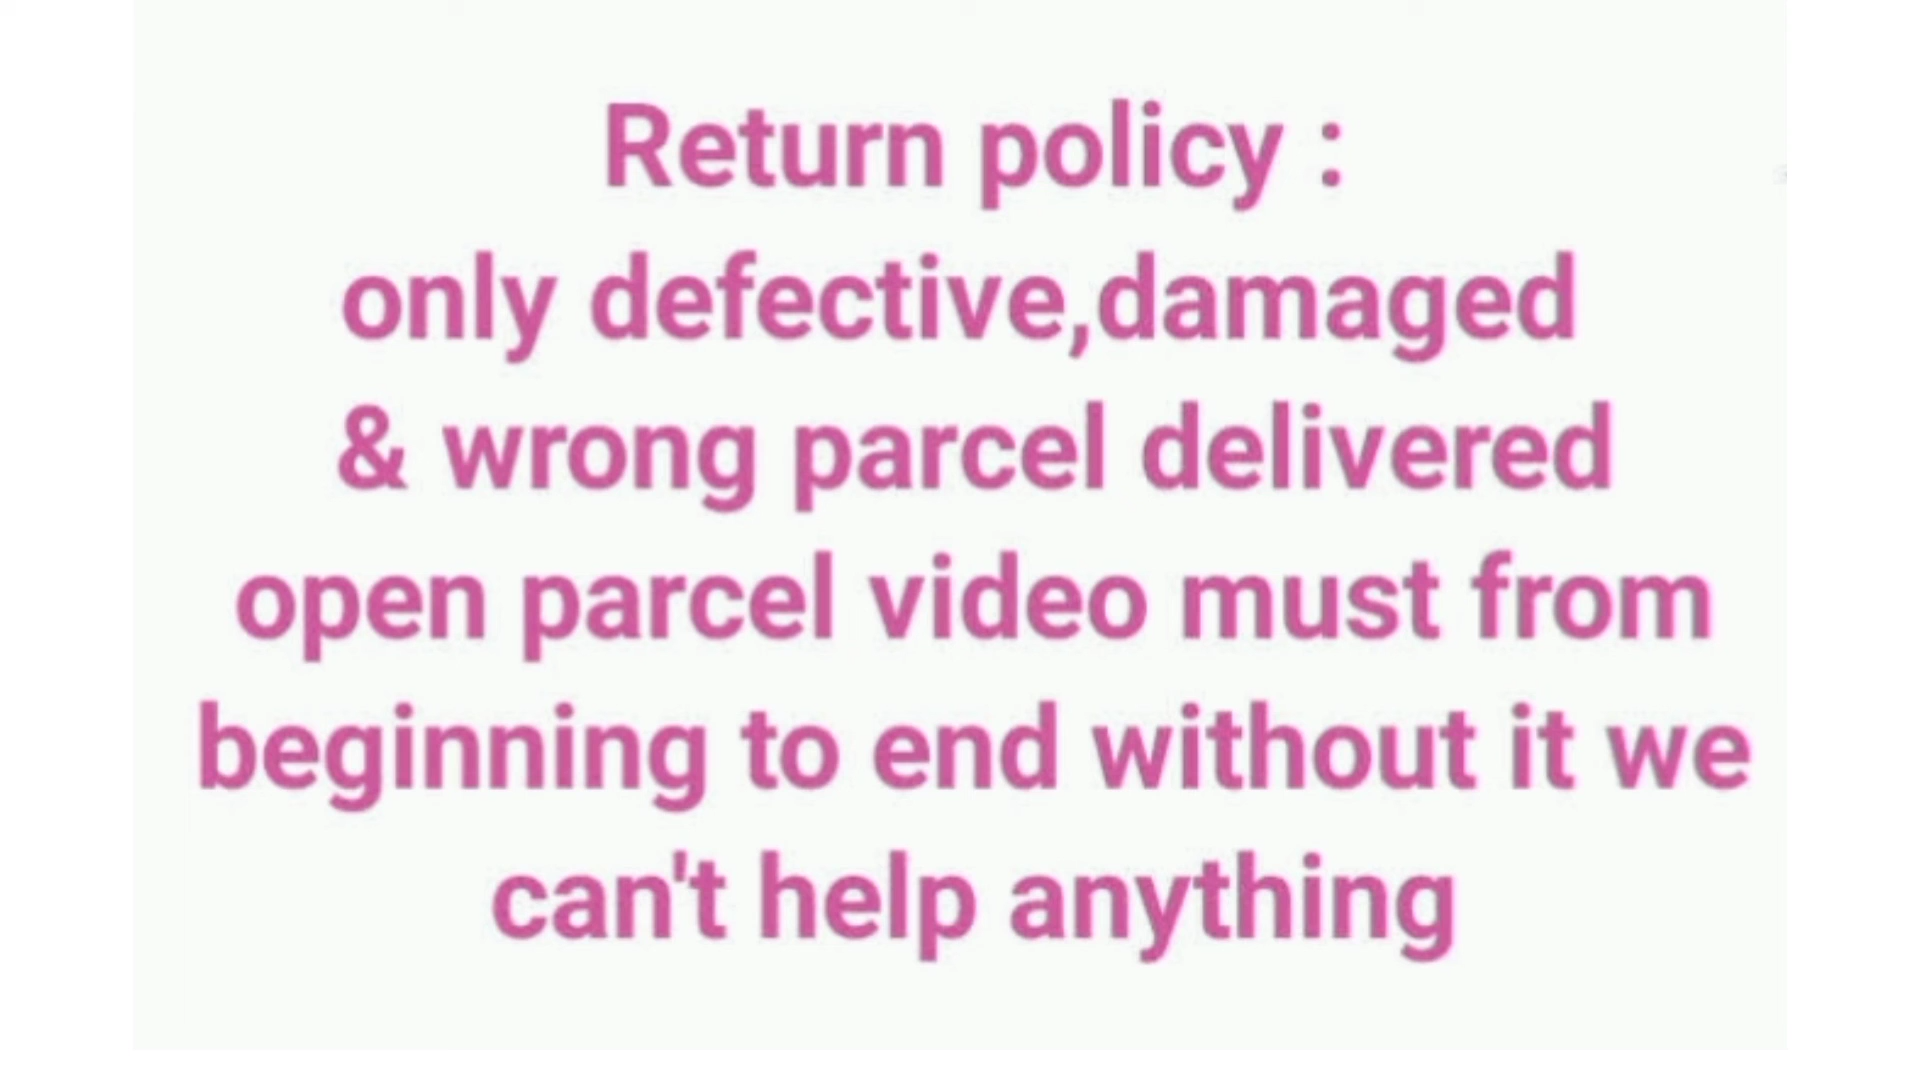 Return policy :
only defective,damaged
& wrong parcel delivered
open parcel video must from
beginning to end without it we
can't help anything